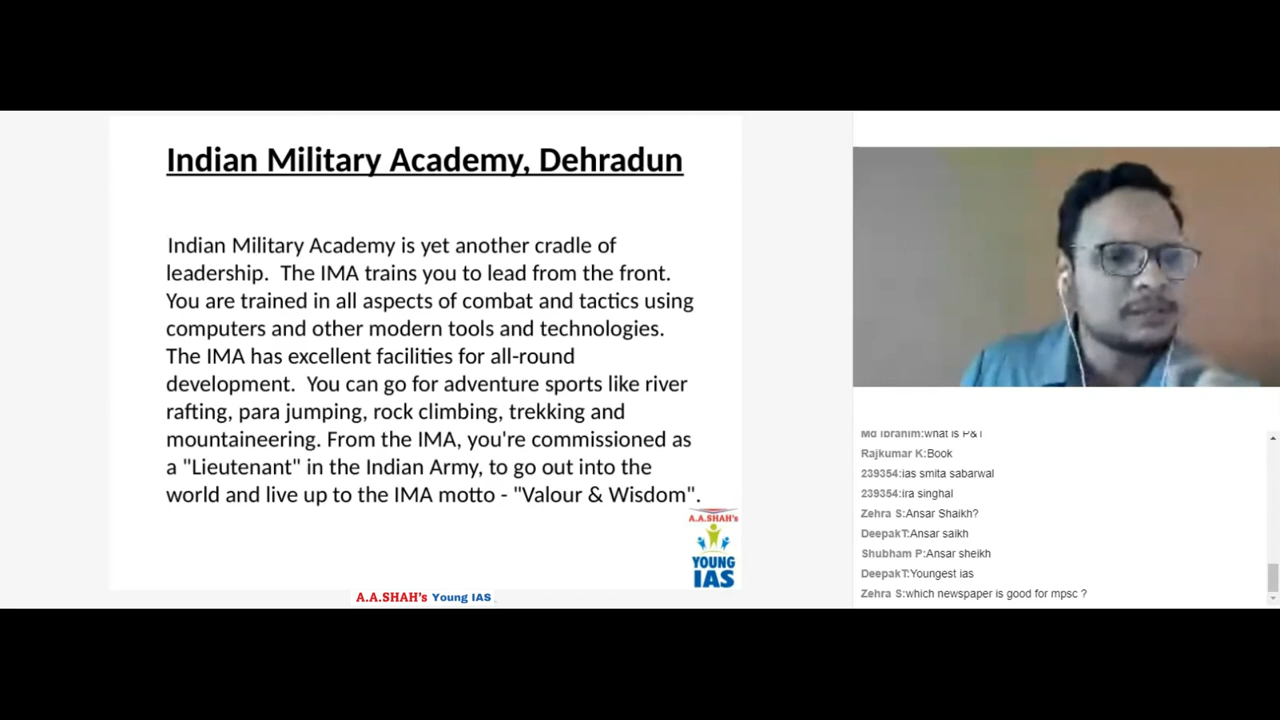 Indian Military Academy, Dehradun
Indian Military Academy is yet another cradle of
leadership.  The IMA trains you to lead from the front.
You are trained in all aspects of combat and tactics using
computers and other modern tools and technologies.
The IMA has excellent facilities for all-round
development.  You can go for adventure sports like river
rafting, para jumping, rock climbing, trekking and
mountaineering. From the IMA, you're commissioned as
a "Lieutenant" in the Indian Army, to go out into the
world and live up to the IMA motto - "Valour & Wisdom".
A.A.SHAH's
YOUNG
IAS
A.A.SHAH's Young IAS
Md Ibrahim:what is P&T
Rajkumar K:Book
239354:ias smita sabarwal
239354:ira singhal
Zehra S:Ansar Shaikh?
DeepakT:Ansar saikh
Shubham P:Ansar sheikh
DeepakT:Youngest ias
Zehra S:which newspaper is good for mpsc ?